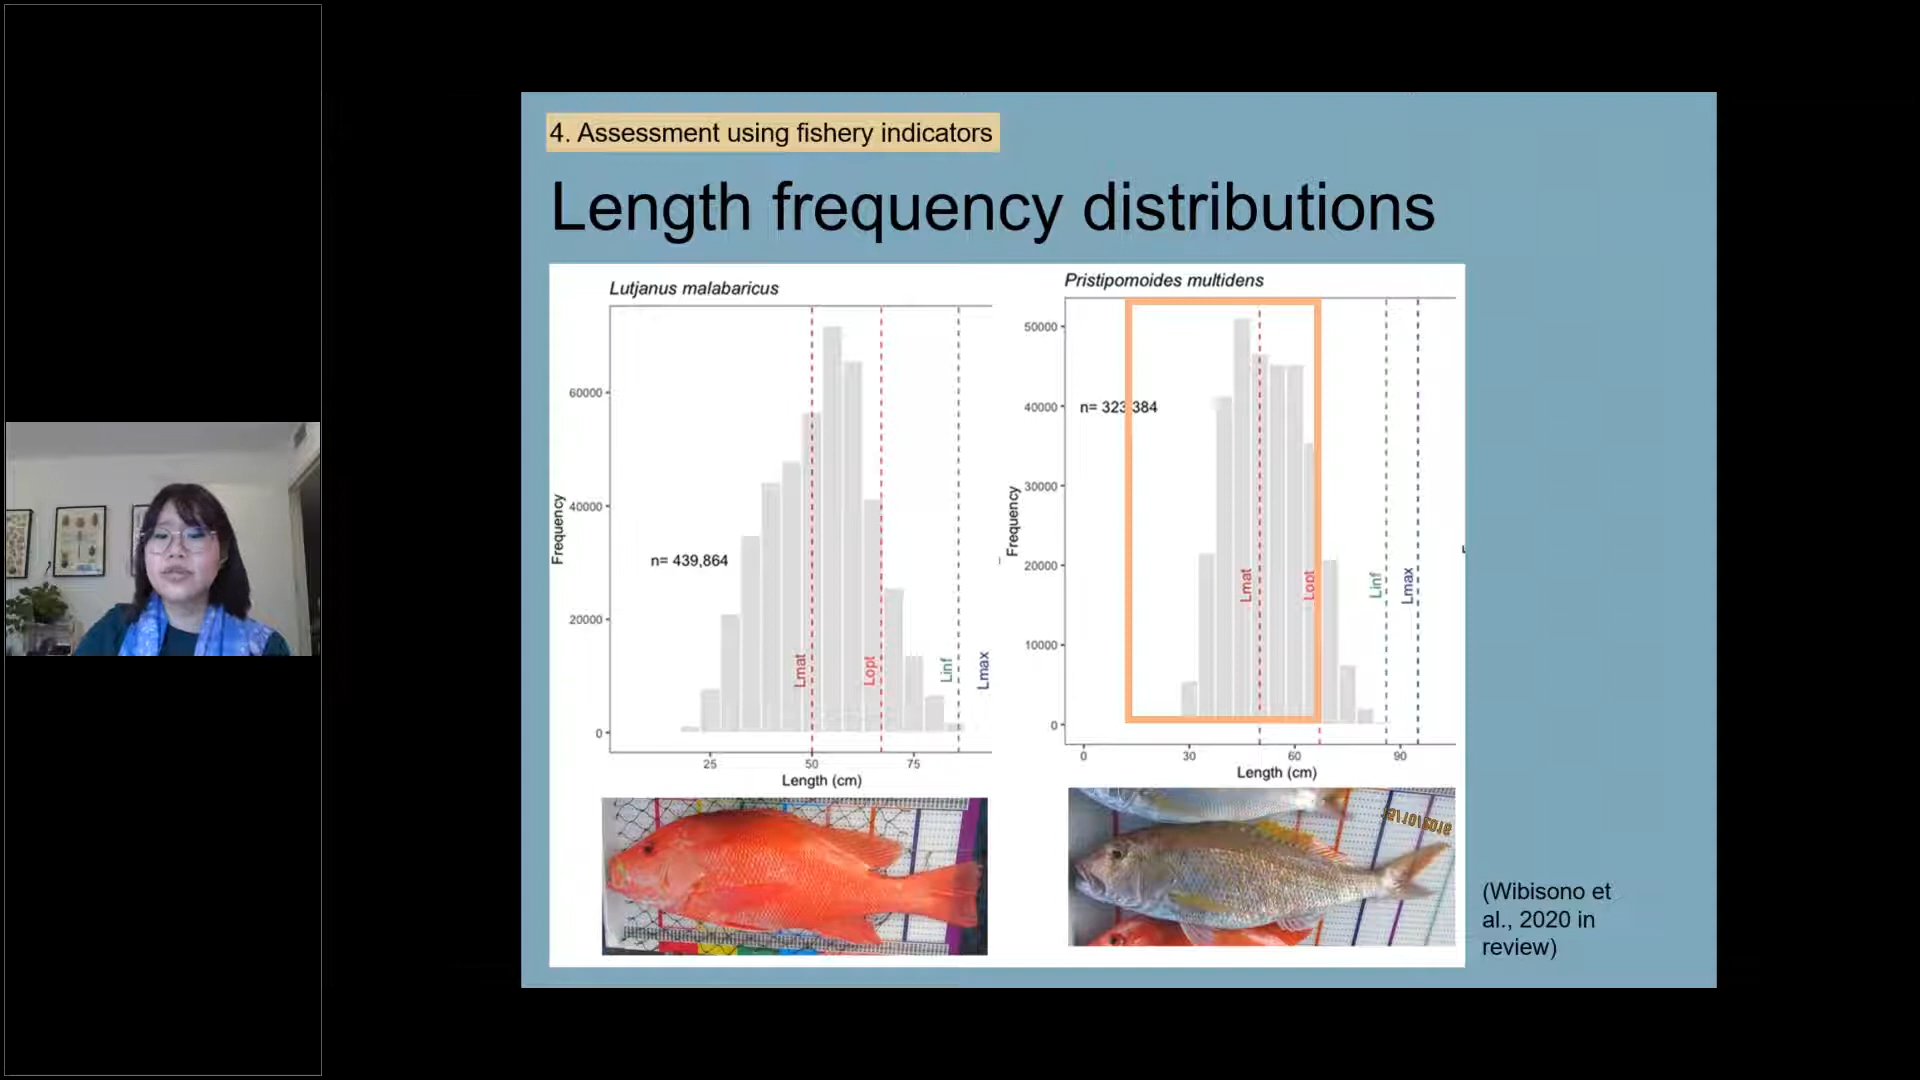 4. Assessment using fishery indicators
Length frequency distributions
Lutjanus malabaricus
60000
40000
20000
0
Frequency
n= 439,864
Lmat
Lopt
Linf
Lmax
25
50
75
Length (cm)
Pristipomoides multidens
50000
40000
30000
20000
10000
0
Frequency
n= 323,384
Lmat
Lopt
Linf
Lmax
0
30
60
90
Length (cm)
(Wibisono et
al., 2020 in
review)